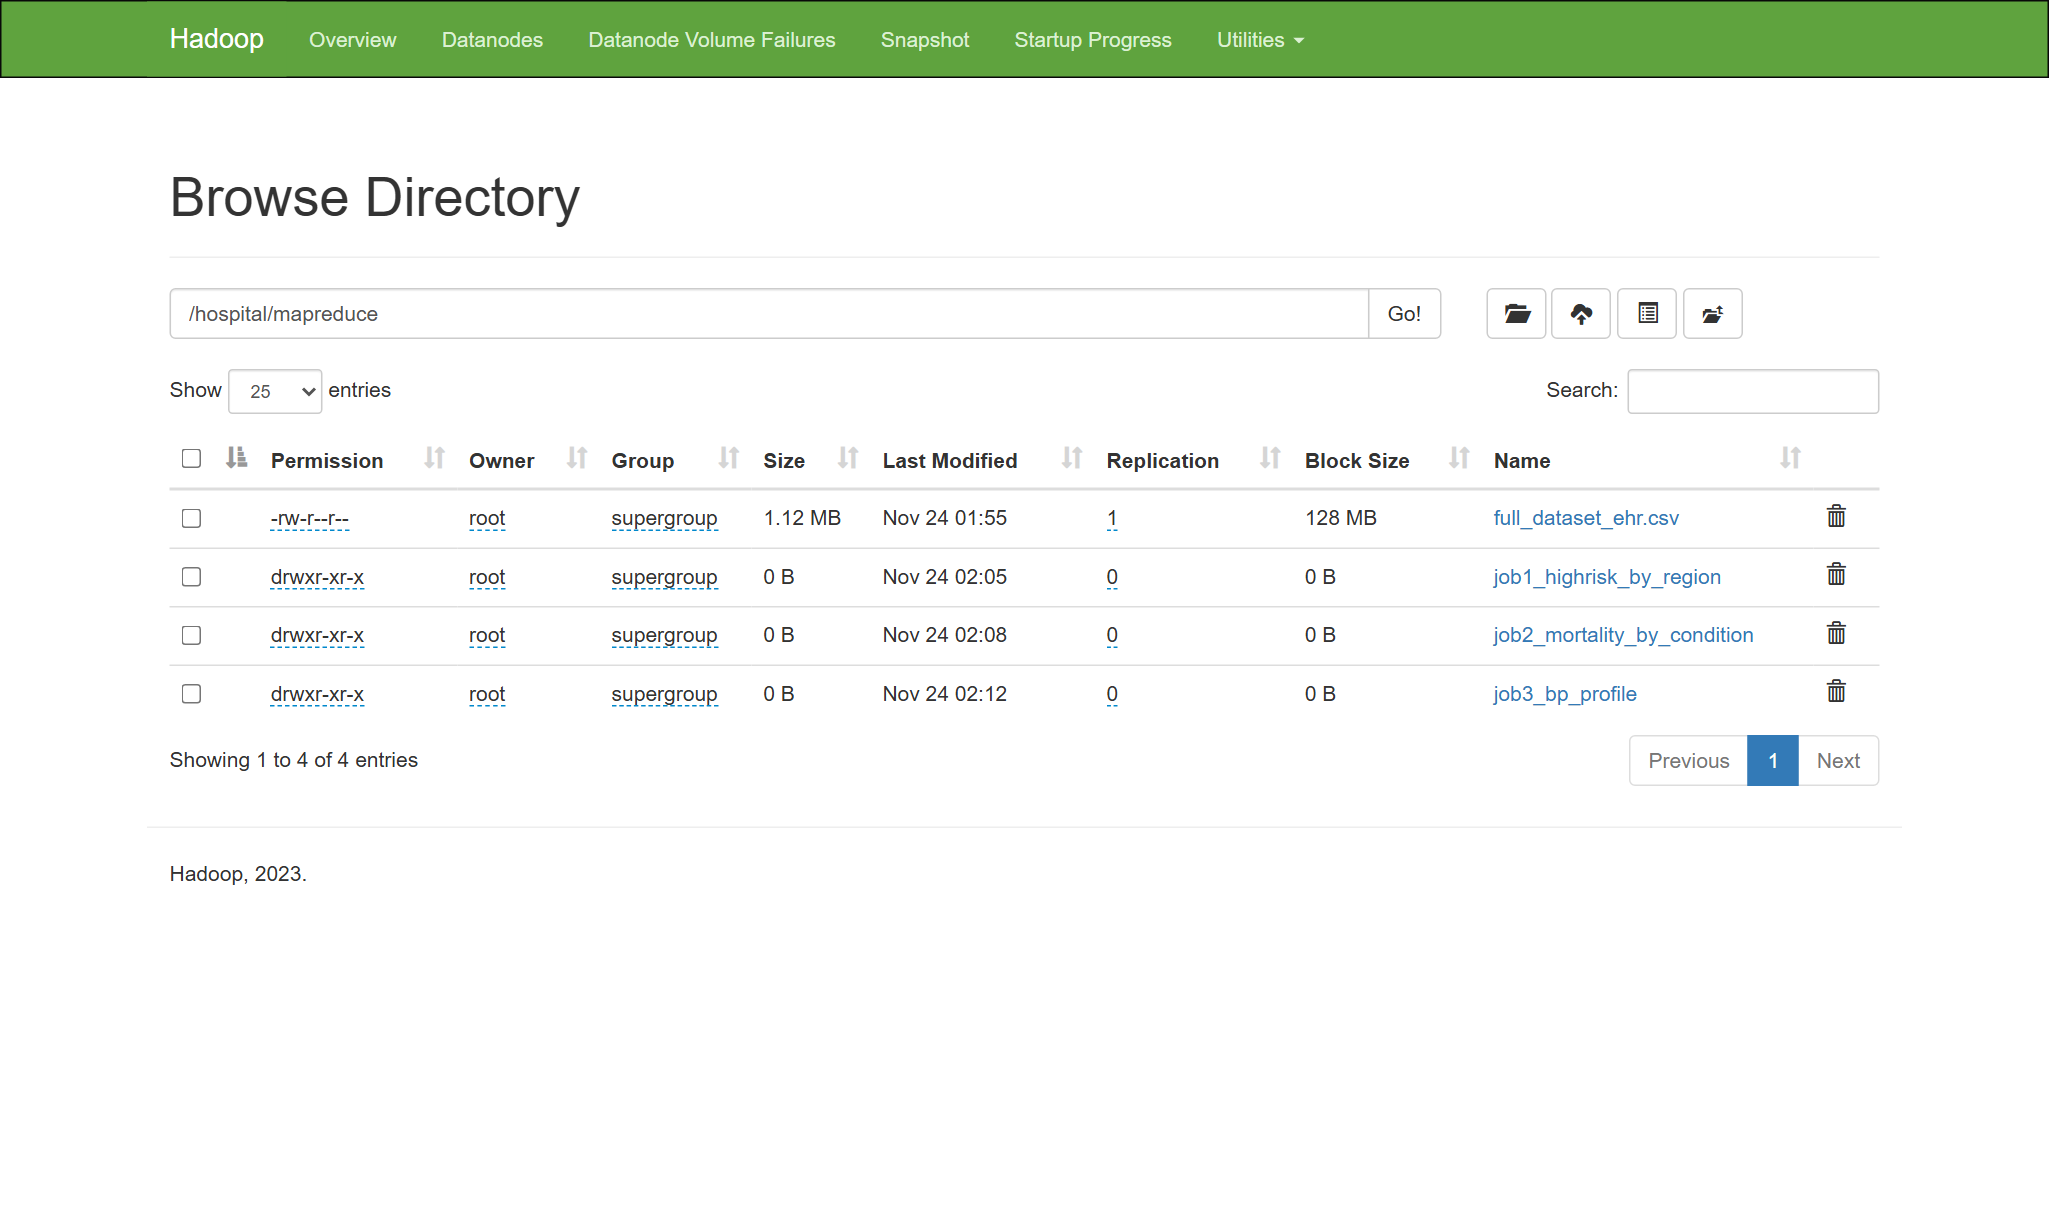 Hadoop Overview Datanodes Datanode Volume Failures Snapshot Startup Progress Utilities
Browse Directory
/hospital/mapreduce Go!
Show 25 entries Search:
Permission Owner Group Size Last Modified Replication Block Size Name
-rw-r--r-- root supergroup 1.12 MB Nov 24 01:55 1 128 MB full_dataset_ehr.csv
drwxr-xr-x root supergroup 0 B Nov 24 02:05 0 0 B job1_highrisk_by_region
drwxr-xr-x root supergroup 0 B Nov 24 02:08 0 0 B job2_mortality_by_condition
drwxr-xr-x root supergroup 0 B Nov 24 02:12 0 0 B job3_bp_profile
Showing 1 to 4 of 4 entries Previous 1 Next
Hadoop, 2023.